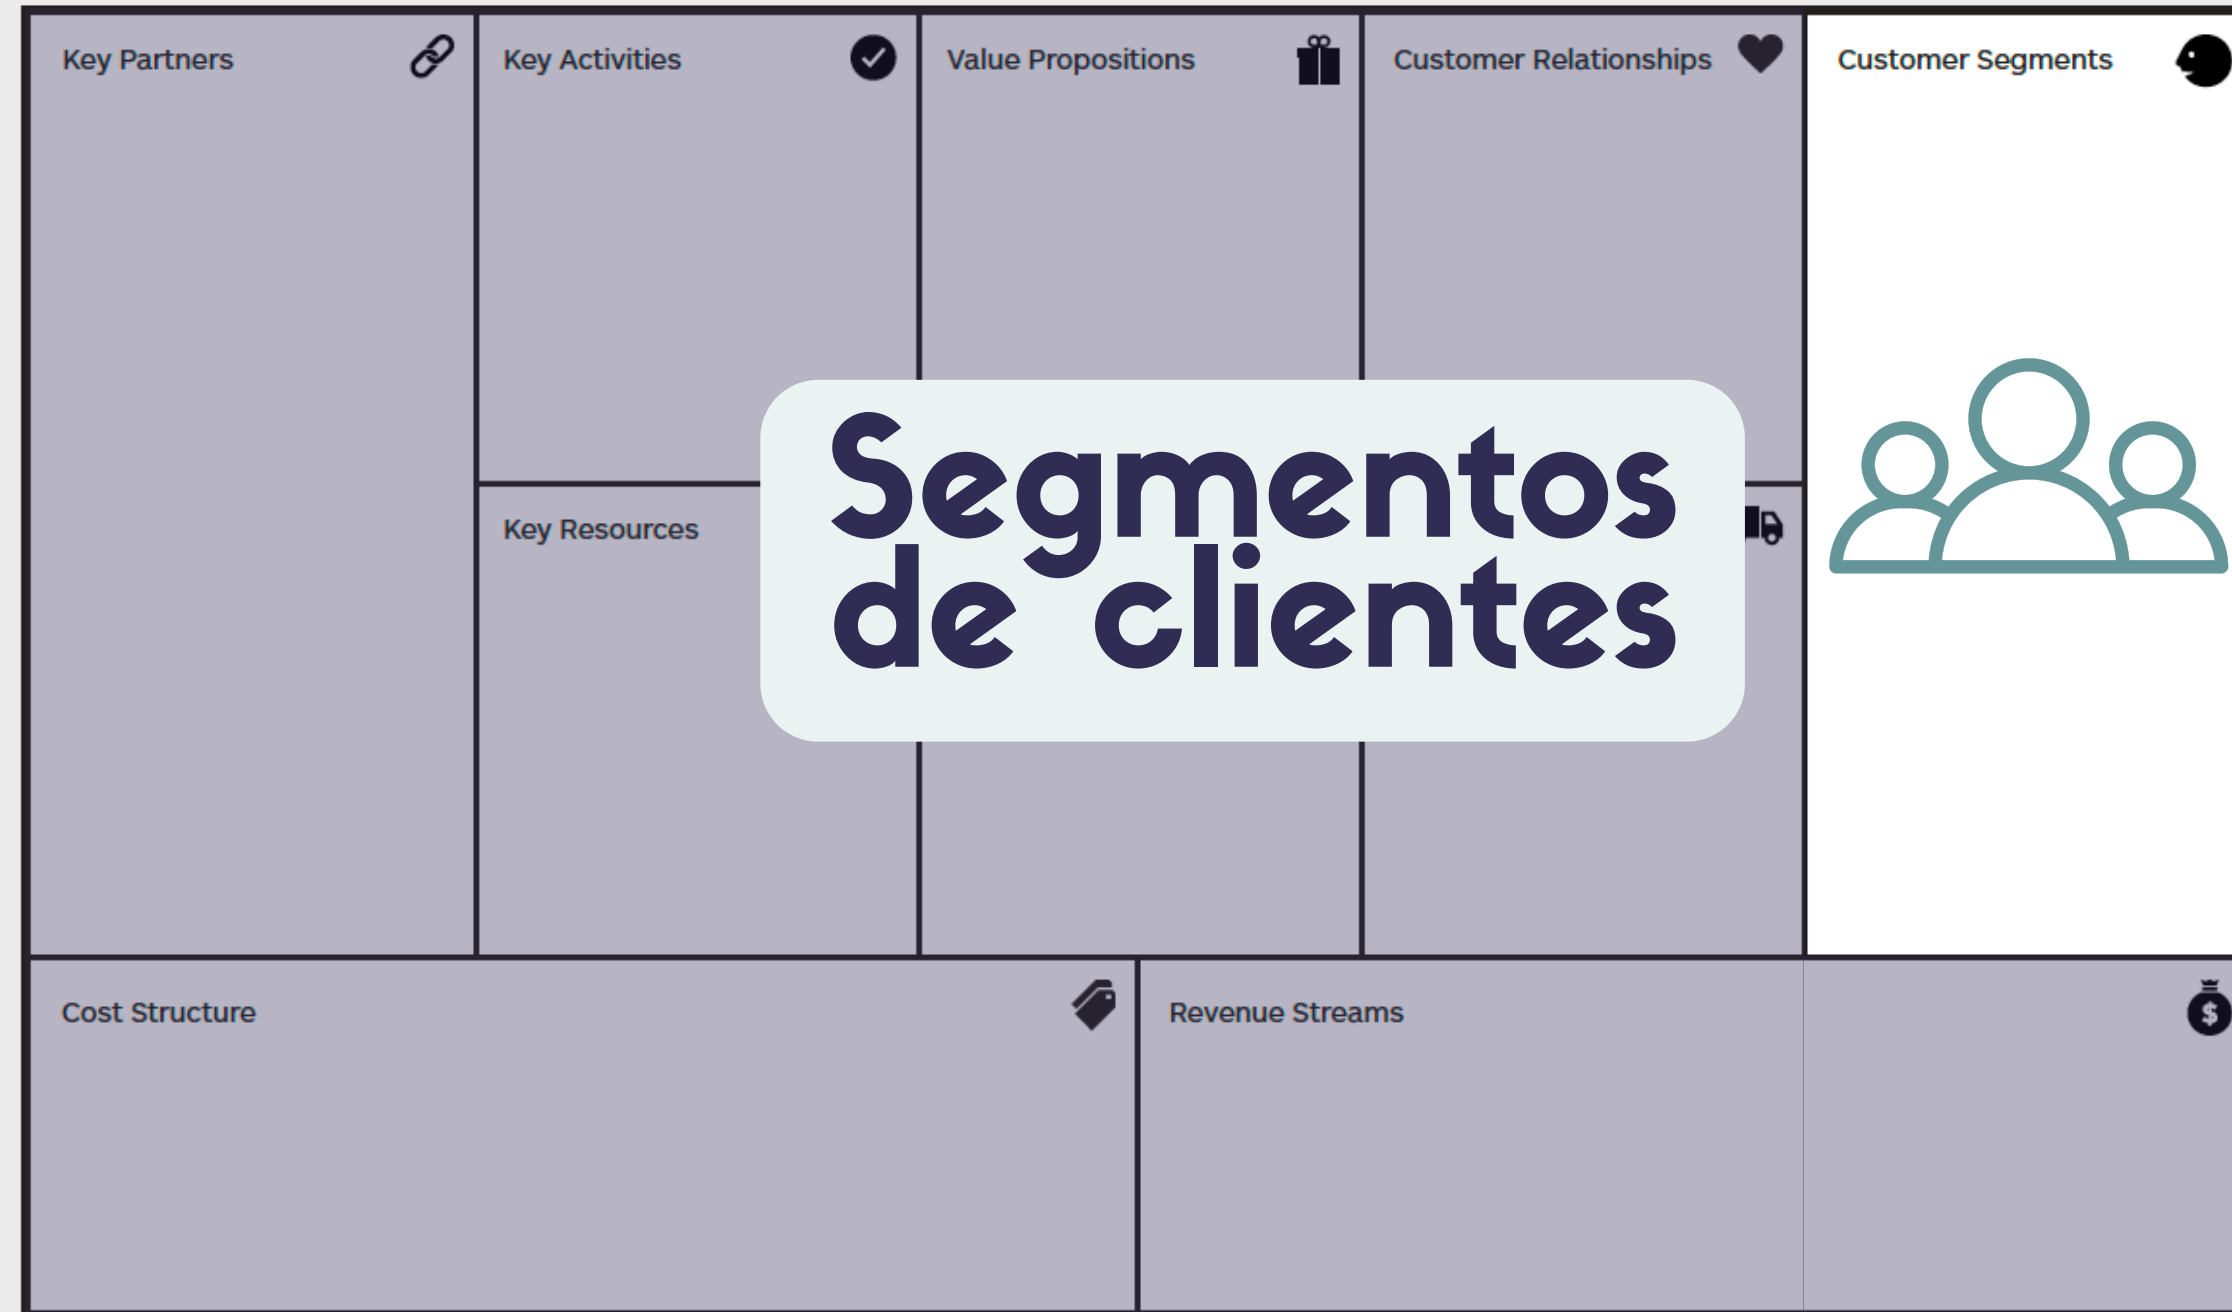 Key Partners
Key Activities
Value Propositions
Customer Relationships
Customer Segments
Segmentos
de clientes
Key Resources
Cost Structure
Revenue Streams
$